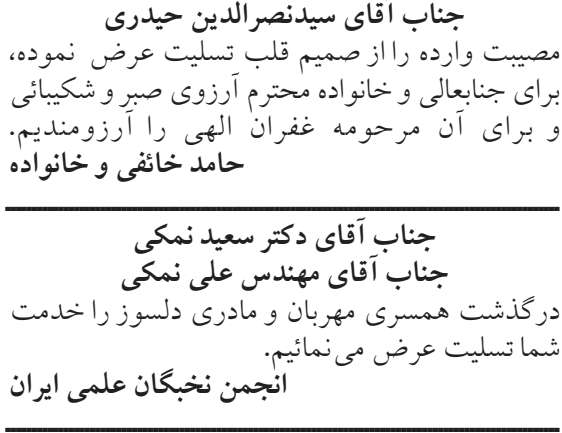 جناب آقای سیدنصرالدین حیدری
مصیبت وارده را از صمیم قلب تسلیت عرض نموده،
برای جنابعالی و خانواده محترم آرزوی صبر و شکیبائی
و برای آن مرحومه غفران الهی را آرزومندیم.
حامد خائفی و خانواده
جناب آقای دکتر سعید نمکی
جناب آقای مهندس علی نمکی
درگذشت همسری مهربان و مادری دلسوز را خدمت
شما تسلیت عرض می‌نمائیم.
انجمن نخبگان علمی ایران